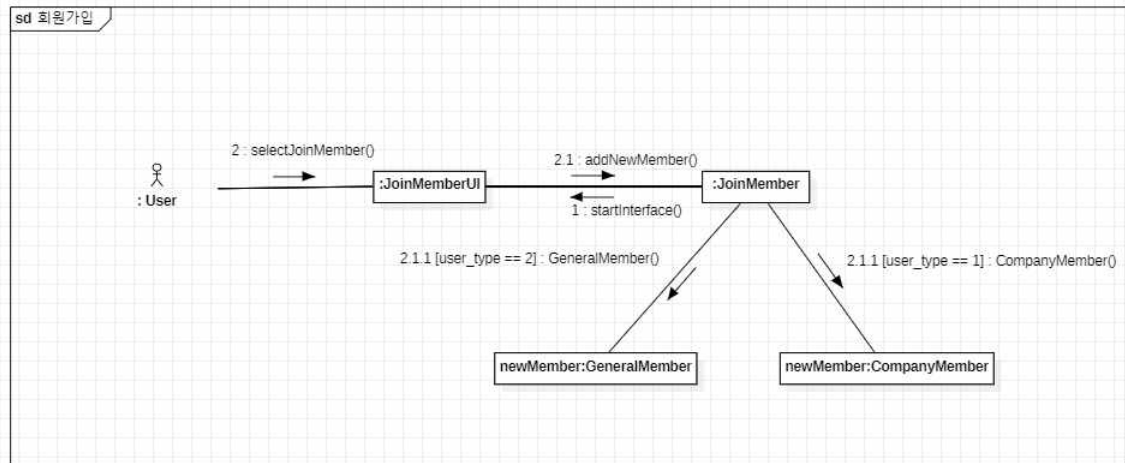 sd 회원가입
2 : selectJoinMember()
2.1 : addNewMember()
: User
:JoinMemberUI
:JoinMember
1 : startInterface()
2.1.1 [user_type == 2] : GeneralMember()
2.1.1 [user_type == 1] : CompanyMember()
newMember:GeneralMember
newMember:CompanyMember